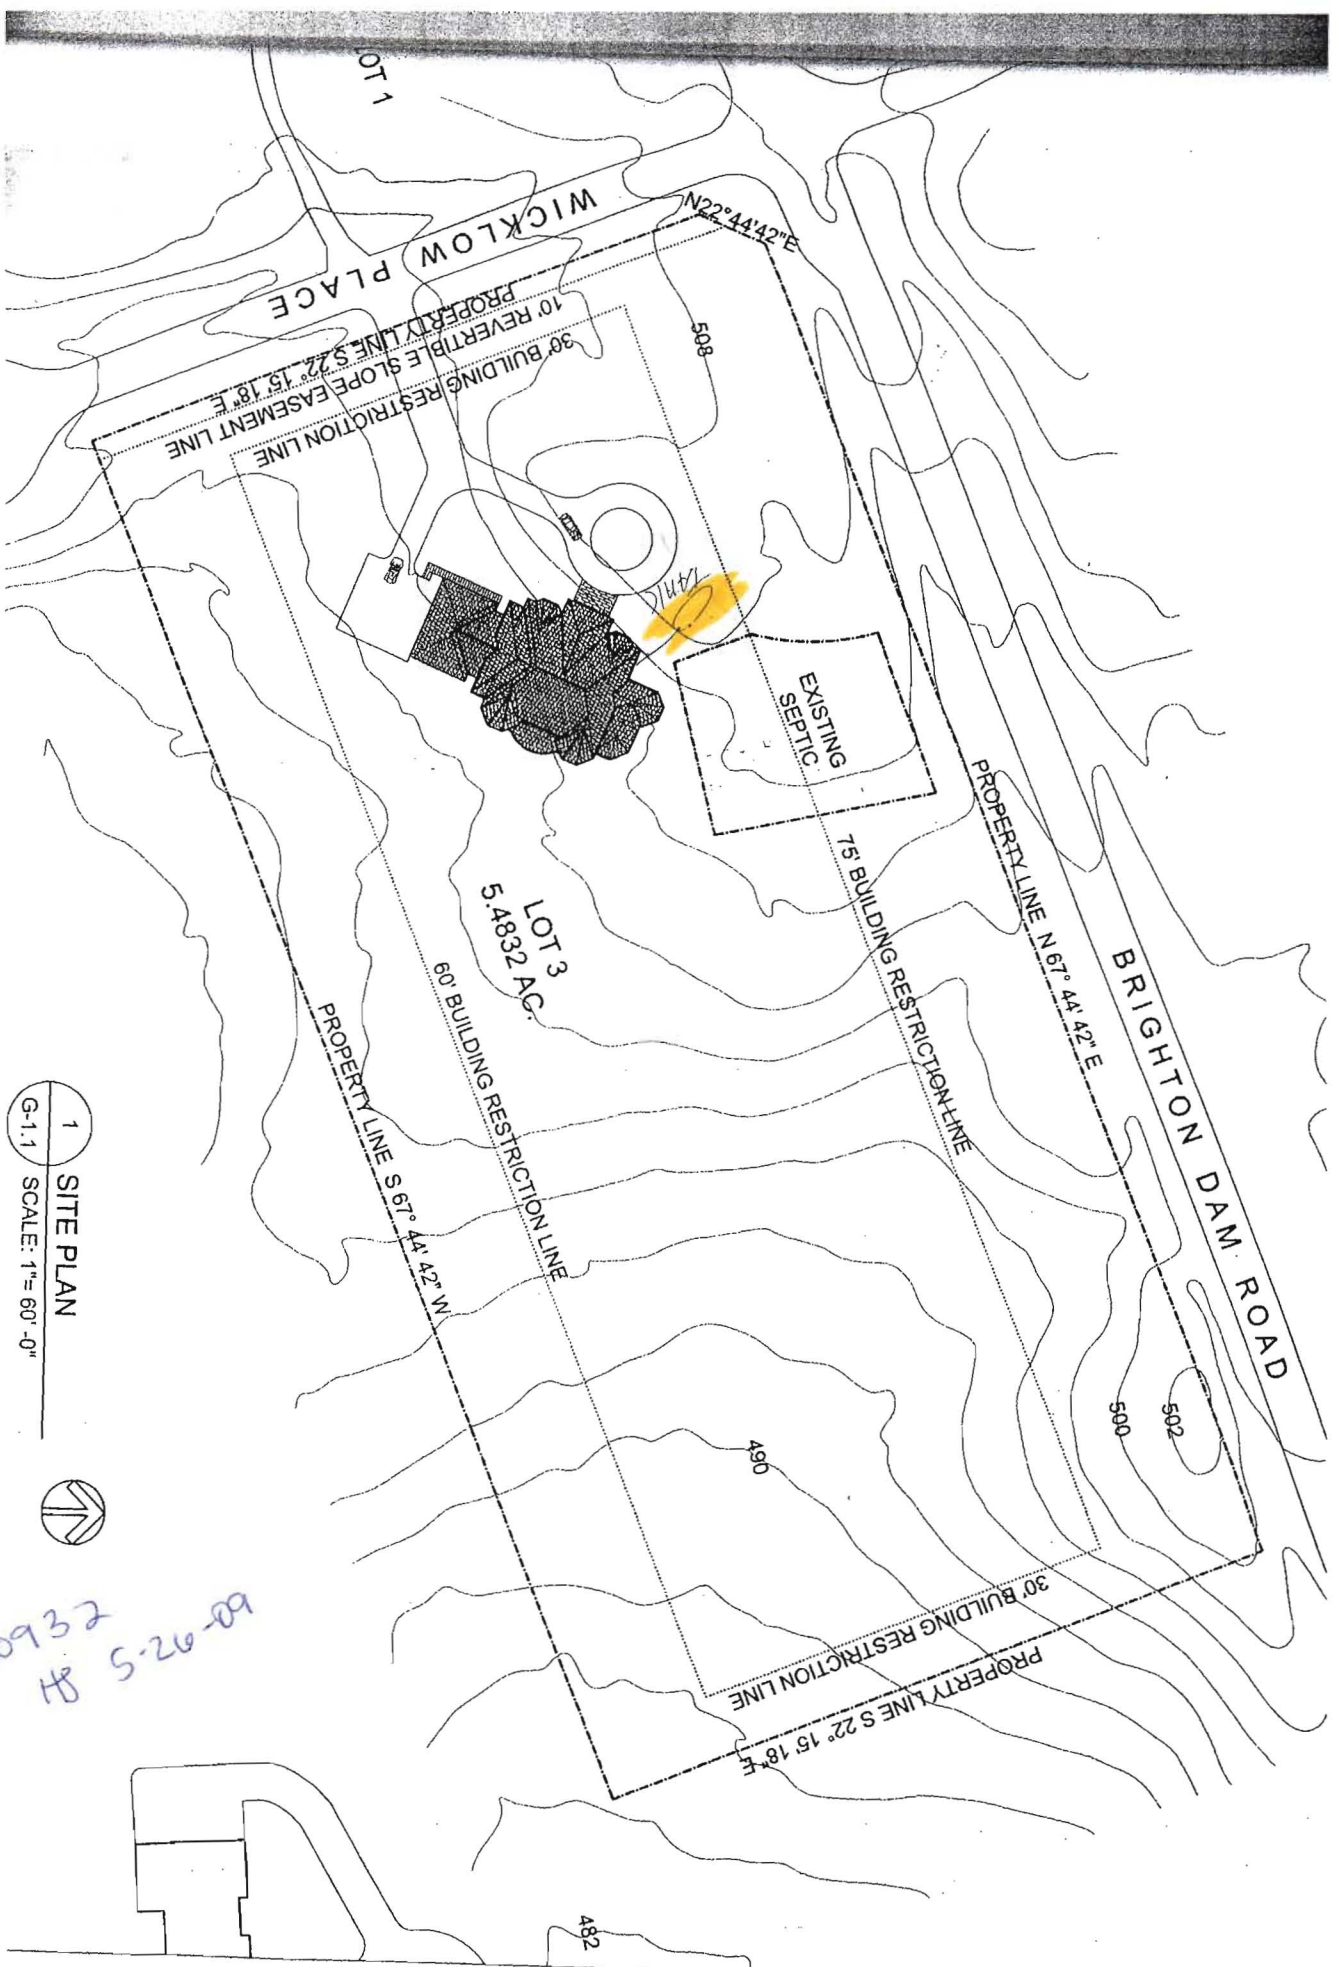 LOT 1
WICKLOW PLACE
N22°44'42"E
PROPERTY LINE S 22° 15' 18" E
10' REVERTIBLE SLOPE EASEMENT LINE
30' BUILDING RESTRICTION LINE
508
TANK
EXISTING
SEPTIC
PROPERTY LINE N 67° 44' 42" E
75' BUILDING RESTRICTION LINE
BRIGHTON DAM ROAD
LOT 3
5.4832 AC.
60' BUILDING RESTRICTION LINE
PROPERTY LINE S 67° 44' 42" W
500
502
490
30' BUILDING RESTRICTION LINE
PROPERTY LINE S 22° 15' 18" E
482
1
G-1.1
SITE PLAN
SCALE: 1"= 60'-0"
5-26-09